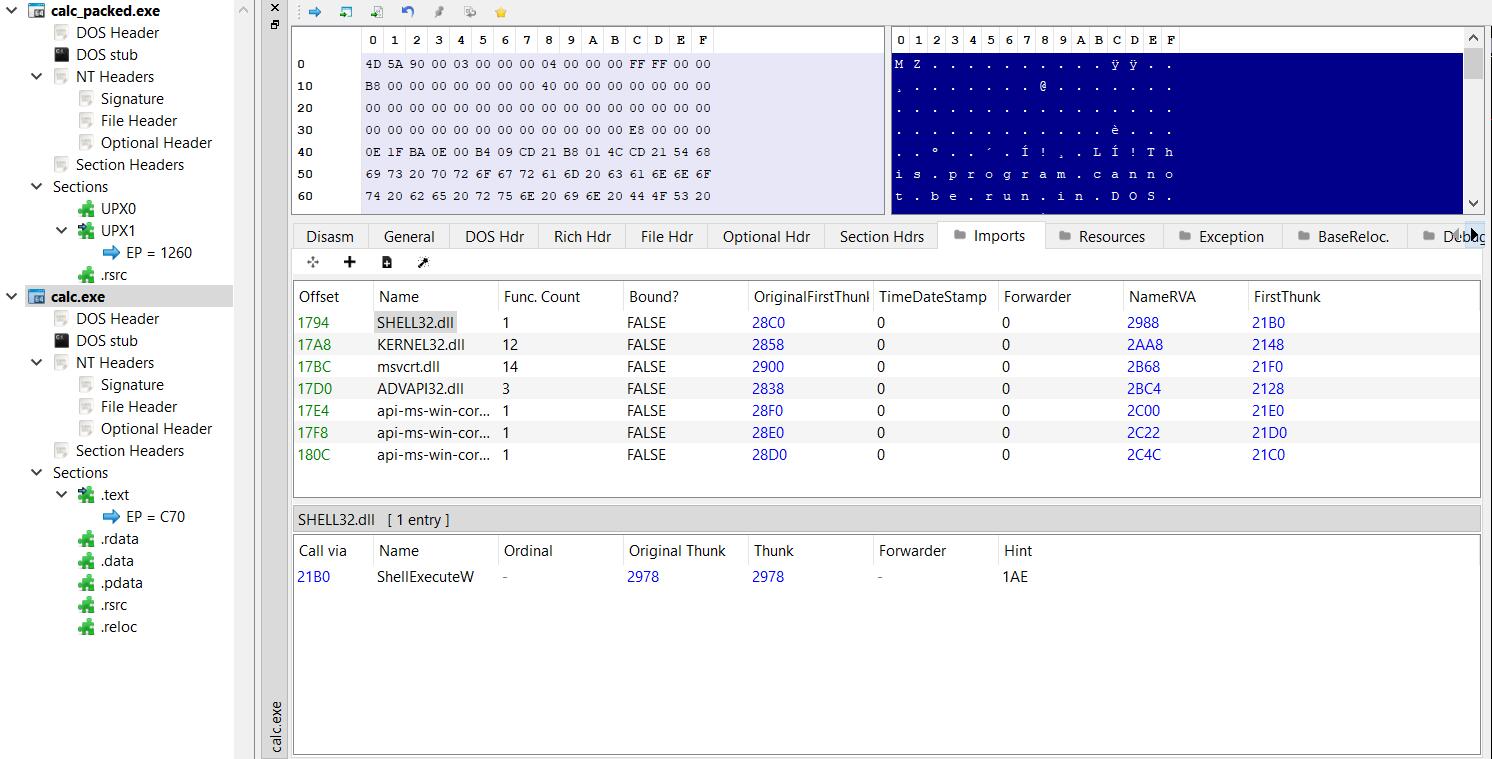 calc_packed.exe
DOS Header
DOS stub
NT Headers
Signature
File Header
Optional Header
Section Headers
Sections
UPX0
UPX1
EP = 1260
.rsrc
calc.exe
DOS Header
DOS stub
NT Headers
Signature
File Header
Optional Header
Section Headers
Sections
.text
EP = C70
.rdata
.data
.pdata
.rsrc
.reloc
calc.exe
0 1 2 3 4 5 6 7 8 9 A B C D E F
0 4D 5A 90 00 03 00 00 00 04 00 00 00 FF FF 00 00
10 B8 00 00 00 00 00 00 00 40 00 00 00 00 00 00 00
20 00 00 00 00 00 00 00 00 00 00 00 00 00 00 00 00
30 00 00 00 00 00 00 00 00 00 00 00 00 E8 00 00 00
40 0E 1F BA 0E 00 B4 09 CD 21 B8 01 4C CD 21 54 68
50 69 73 20 70 72 6F 67 72 61 6D 20 63 61 6E 6E 6F
60 74 20 62 65 20 72 75 6E 20 69 6E 20 44 4F 53 20
0 1 2 3 4 5 6 7 8 9 A B C D E F
M Z . . . . . . . . . . ÿ ÿ . .
¸ . . . . . . . @ . . . . . . .
. . . . . . . . . . . . . . . .
. . . . . . . . . . . . è . . .
. . º . . ´ . Í ! ¸ . L Í ! T h
i s . p r o g r a m . c a n n o
t . b e . r u n . i n . D O S .
Disasm General DOS Hdr Rich Hdr File Hdr Optional Hdr Section Hdrs Imports Resources Exception BaseReloc. Debug
Offset Name Func. Count Bound? OriginalFirstThunk TimeDateStamp Forwarder NameRVA FirstThunk
1794 SHELL32.dll 1 FALSE 28C0 0 0 2988 21B0
17A8 KERNEL32.dll 12 FALSE 2858 0 0 2AA8 2148
17BC msvcrt.dll 14 FALSE 2900 0 0 2B68 21F0
17D0 ADVAPI32.dll 3 FALSE 2838 0 0 2BC4 2128
17E4 api-ms-win-cor... 1 FALSE 28F0 0 0 2C00 21E0
17F8 api-ms-win-cor... 1 FALSE 28E0 0 0 2C22 21D0
180C api-ms-win-cor... 1 FALSE 28D0 0 0 2C4C 21C0
SHELL32.dll [ 1 entry ]
Call via Name Ordinal Original Thunk Thunk Forwarder Hint
21B0 ShellExecuteW - 2978 2978 - 1AE